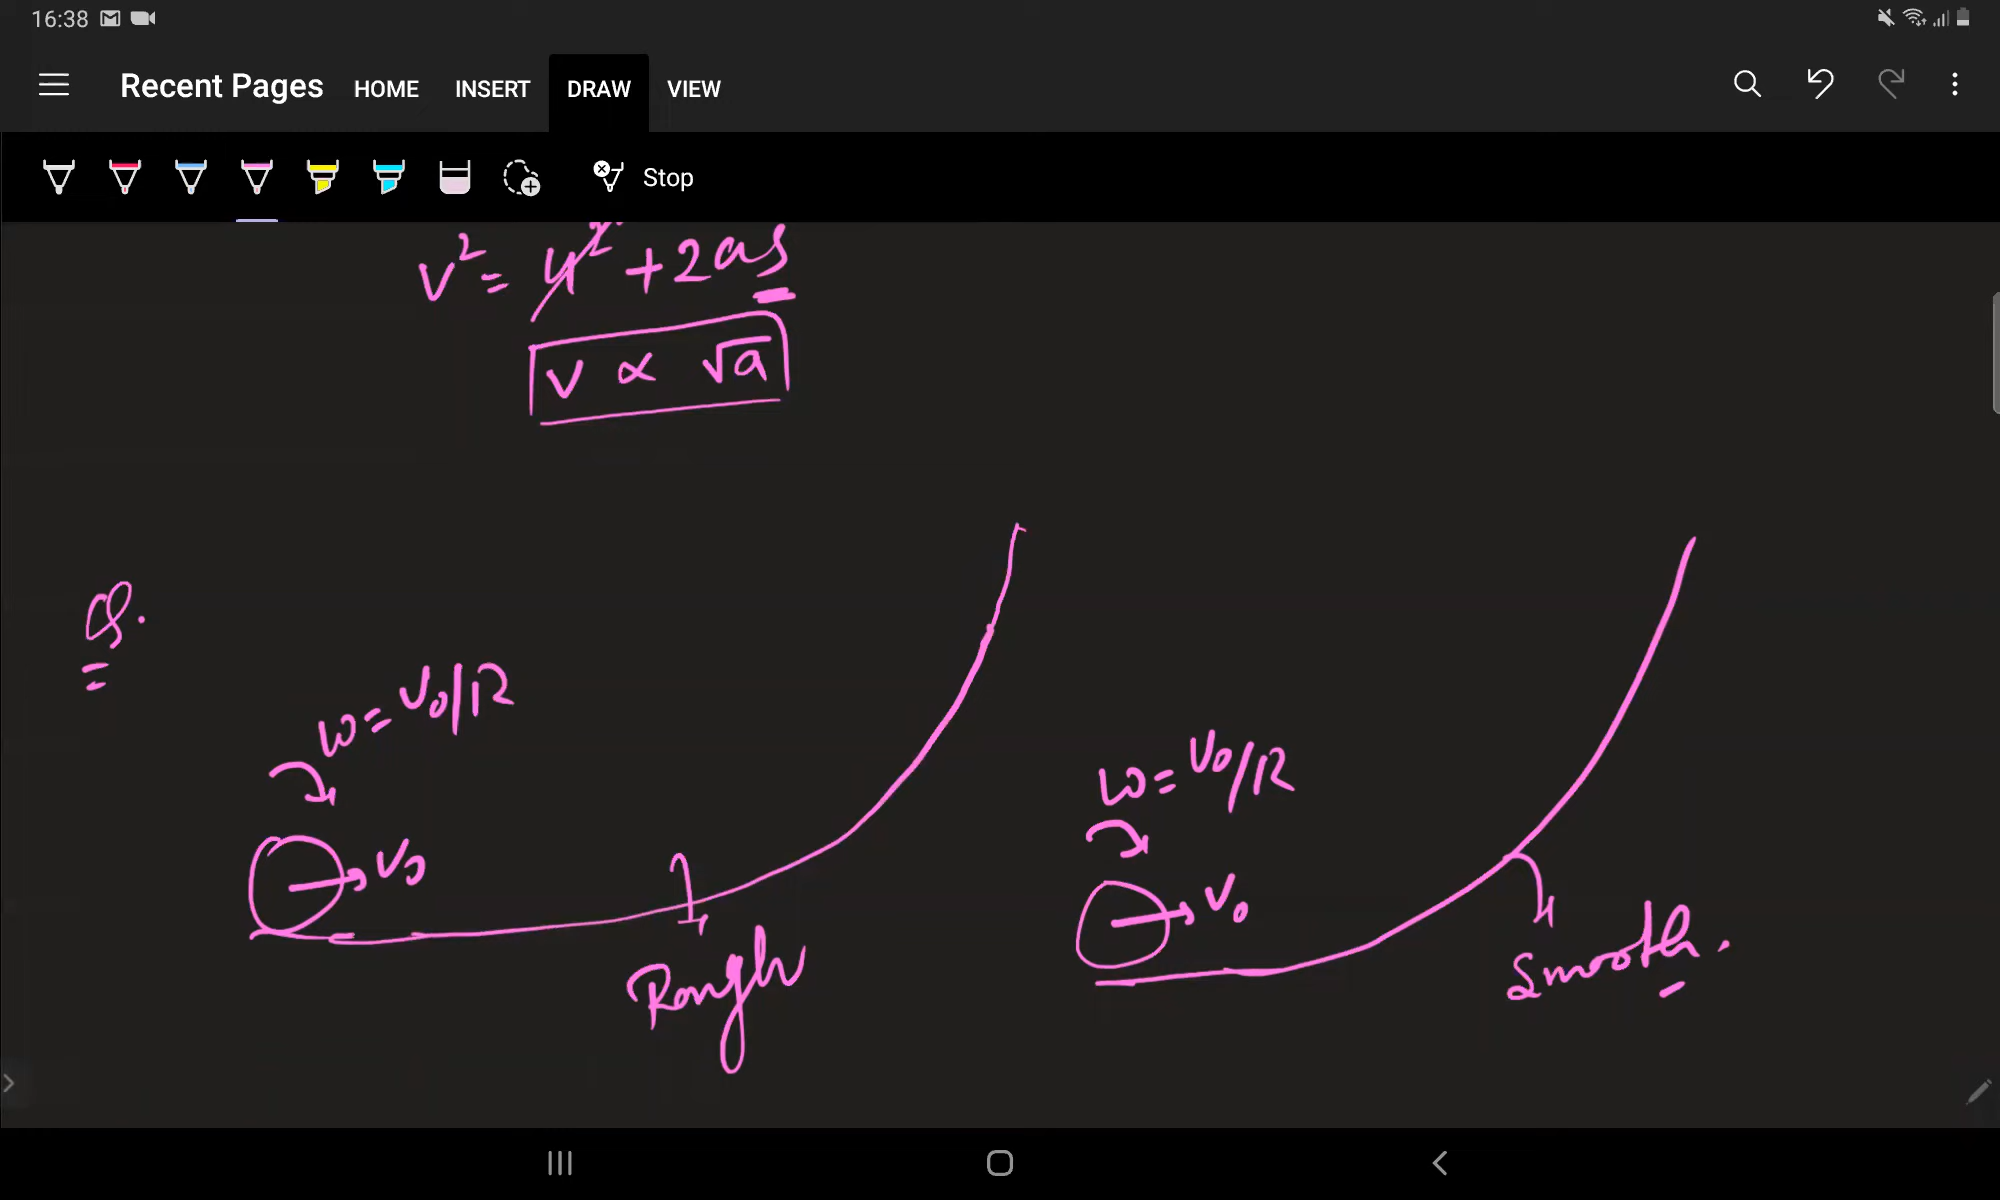 16:38
Recent Pages HOME INSERT DRAW VIEW
Stop
v² = u² + 2as
v ∝ √a
Q.
ω = v₀/R
v₀
Rough
ω = v₀/R
v₀
Smooth.